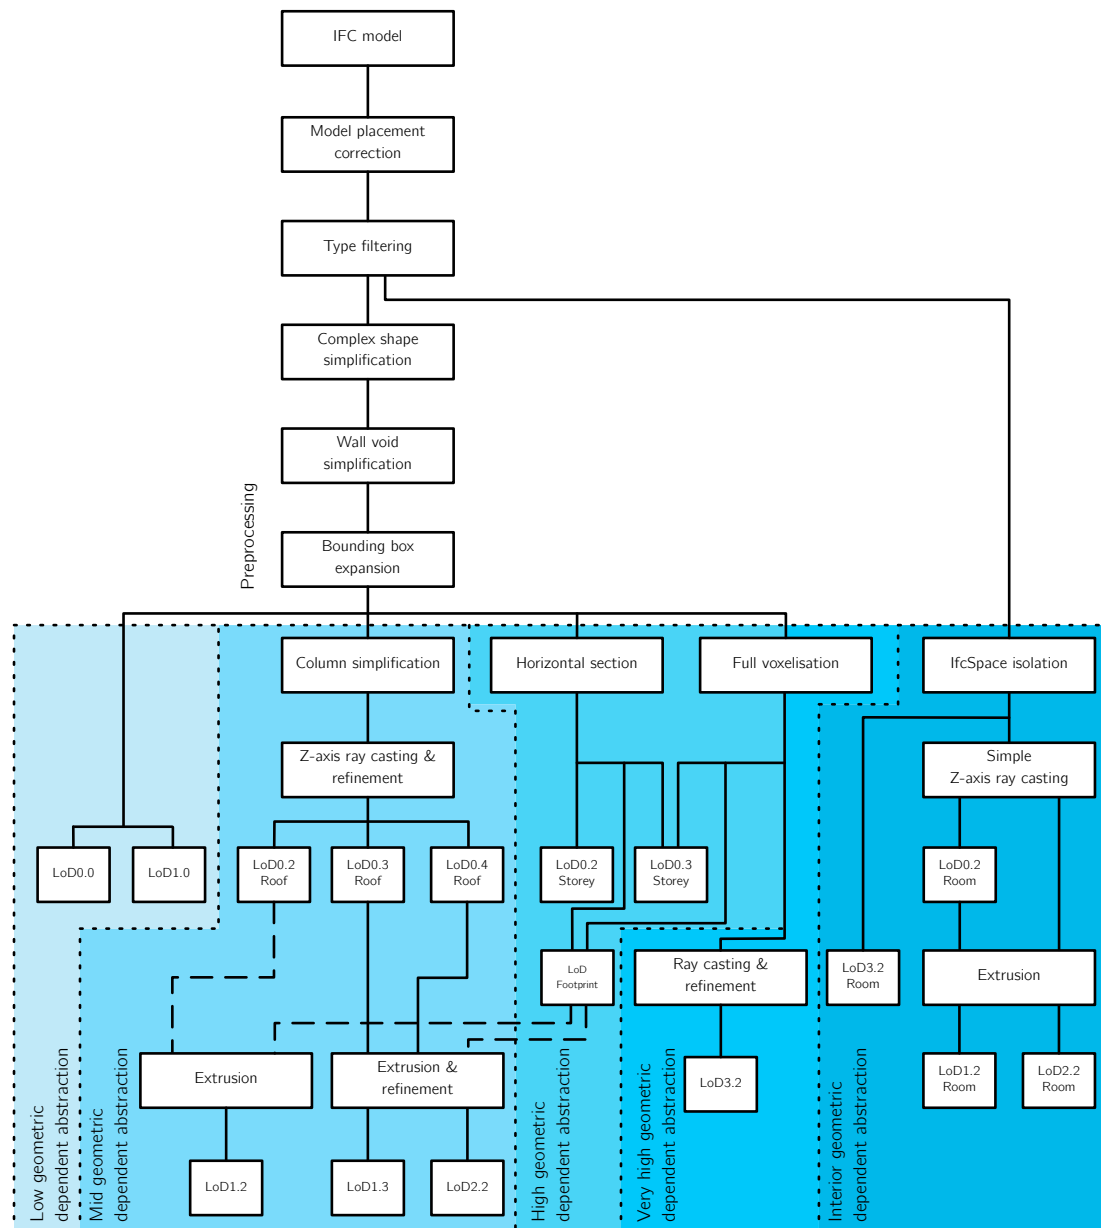 IFC model
Model placement
correction
Type filtering
Complex shape
simplification
Wall void
simplification
Preprocessing
Bounding box
expansion
Column simplification
Horizontal section
Full voxelisation
IfcSpace isolation
Z-axis ray casting &
refinement
Simple
Z-axis ray casting
LoD0.0
LoD1.0
LoD0.2
Roof
LoD0.3
Roof
LoD0.4
Roof
LoD0.2
Storey
LoD0.3
Storey
LoD0.2
Room
LoD
Footprint
Ray casting &
refinement
LoD3.2
Room
Extrusion
Extrusion
Extrusion &
refinement
LoD3.2
LoD1.2
Room
LoD2.2
Room
LoD1.2
LoD1.3
LoD2.2
Low geometric
dependent abstraction
Mid geometric
dependent abstraction
High geometric
dependent abstraction
Very high geometric
dependent abstraction
Interior geometric
dependent abstraction